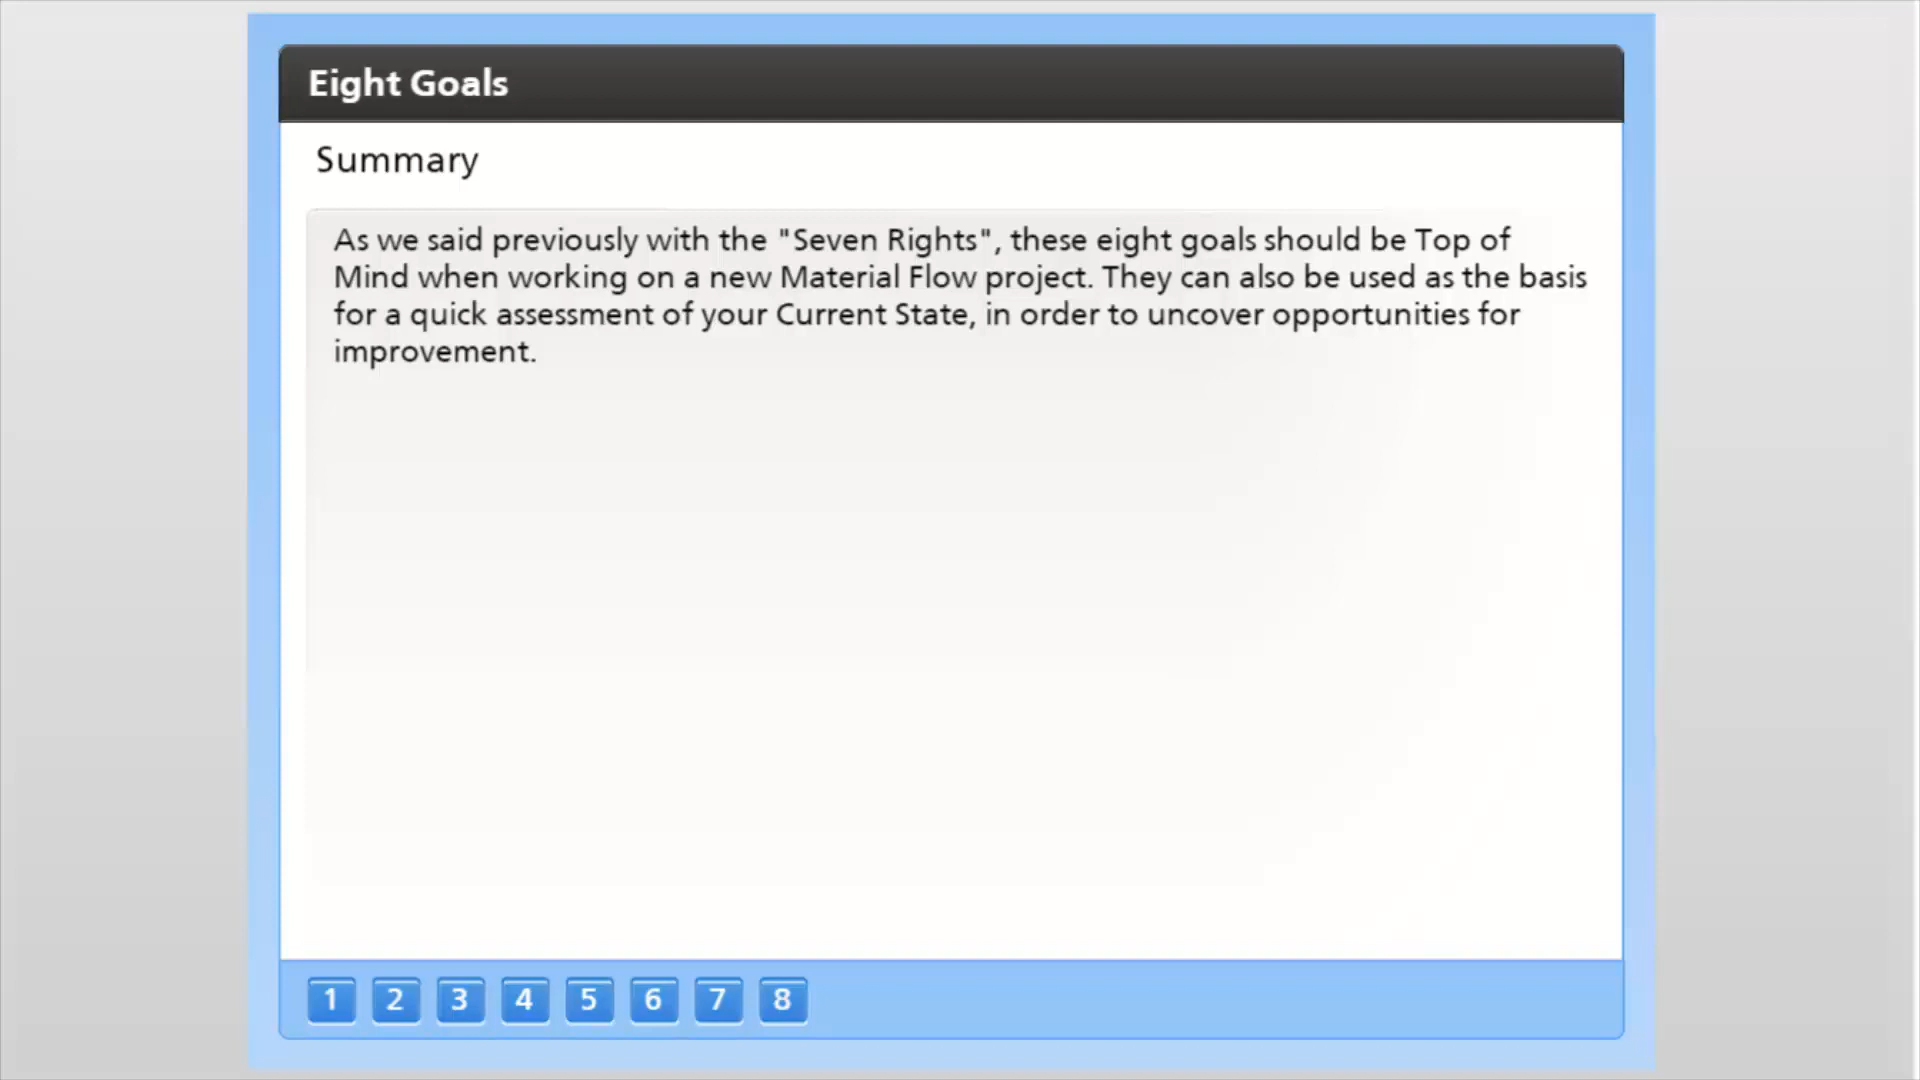 Eight Goals
Summary
As we said previously with the "Seven Rights", these eight goals should be Top of
Mind when working on a new Material Flow project. They can also be used as the basis
for a quick assessment of your Current State, in order to uncover opportunities for
improvement.
1 2 3 4 5 6 7 8